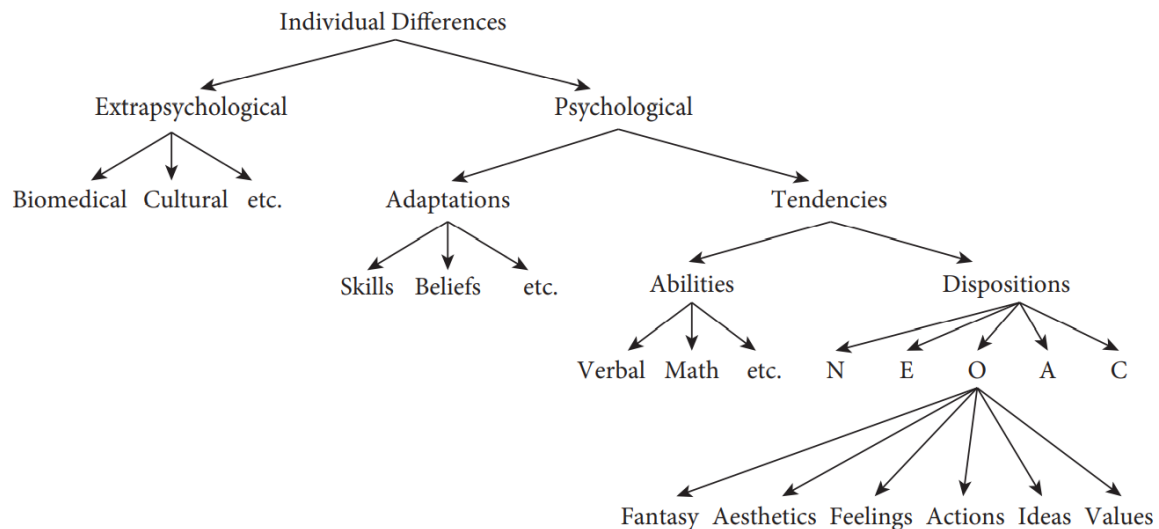 Individual Differences
Extrapsychological Psychological
Biomedical Cultural etc. Adaptations Tendencies
Skills Beliefs etc. Abilities Dispositions
Verbal Math etc. N E O A C
Fantasy Aesthetics Feelings Actions Ideas Values